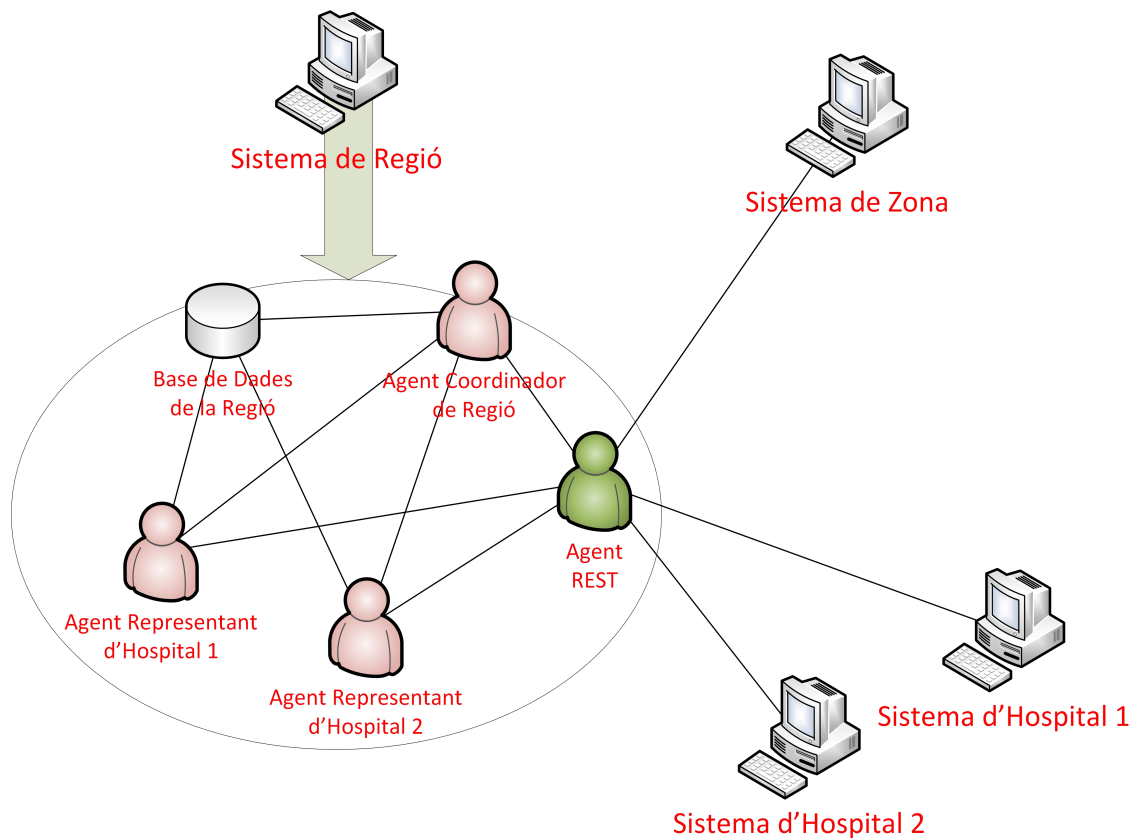 Sistema de Regió
Sistema de Zona
Base de Dades
de la Regió
Agent Coordinador
de Regió
Agent
REST
Agent Representant
d’Hospital 1
Agent Representant
d’Hospital 2
Sistema d’Hospital 1
Sistema d’Hospital 2